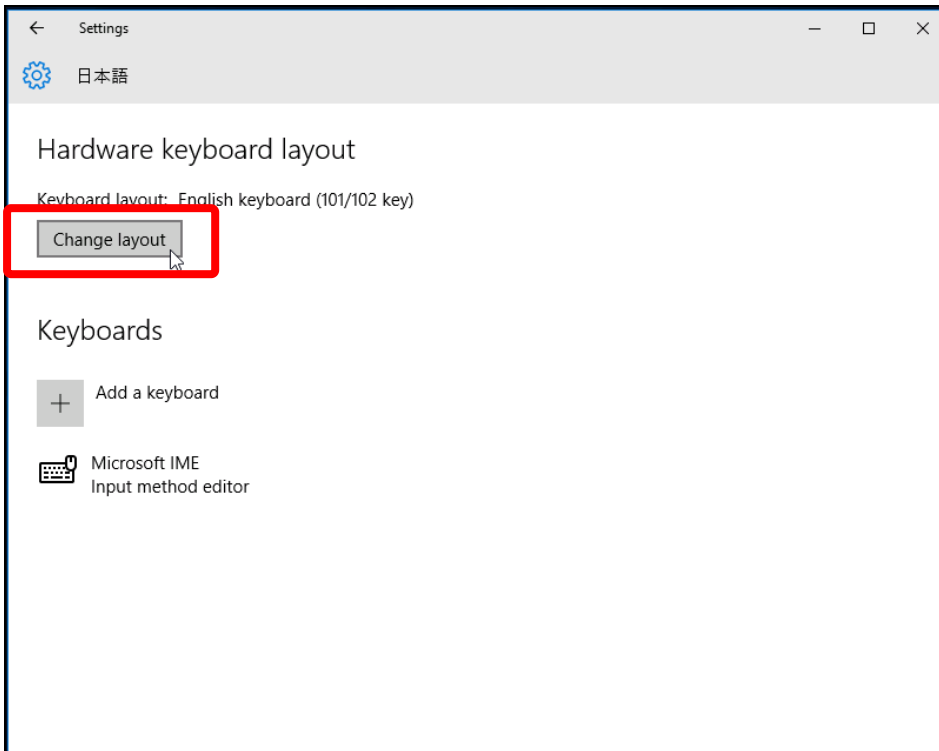 Settings
日本語
Hardware keyboard layout
Keyboard layout: English keyboard (101/102 key)
Change layout
Keyboards
Add a keyboard
Microsoft IME
Input method editor